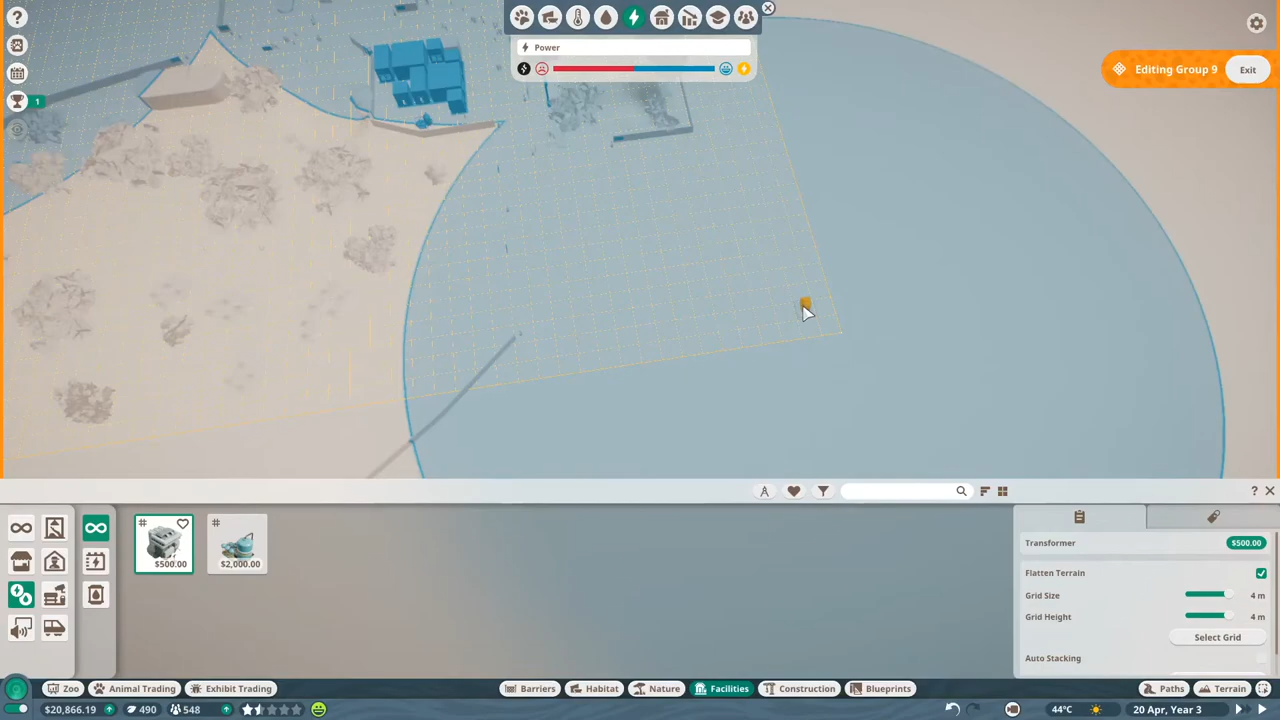 Power
Editing Group 9
Exit
1
$500.00
$2,000.00
Transformer
$500.00
Flatten Terrain
Grid Size
4 m
Grid Height
4 m
Select Grid
Auto Stacking
Zoo
Animal Trading
Exhibit Trading
Barriers
Habitat
Nature
Facilities
Construction
Blueprints
Paths
Terrain
$20,866.19
490
548
44°C
20 Apr, Year 3